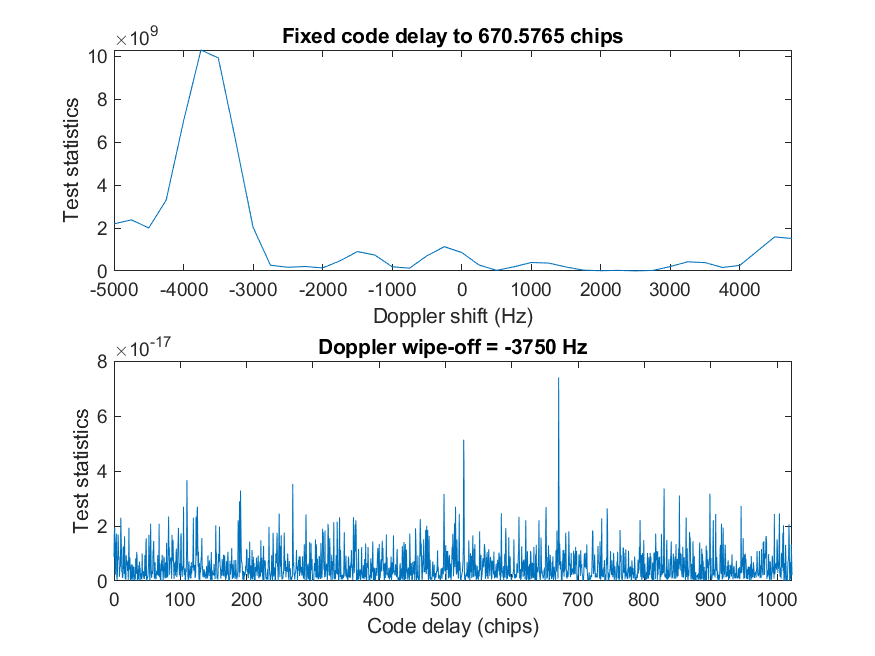 Fixed code delay to 670.5765 chips
×10⁹
10
8
6
4
2
0
Test statistics
-5000 -4000 -3000 -2000 -1000 0 1000 2000 3000 4000
Doppler shift (Hz)
Doppler wipe-off = -3750 Hz
×10⁻¹⁷
8
6
4
2
0
Test statistics
0 100 200 300 400 500 600 700 800 900 1000
Code delay (chips)